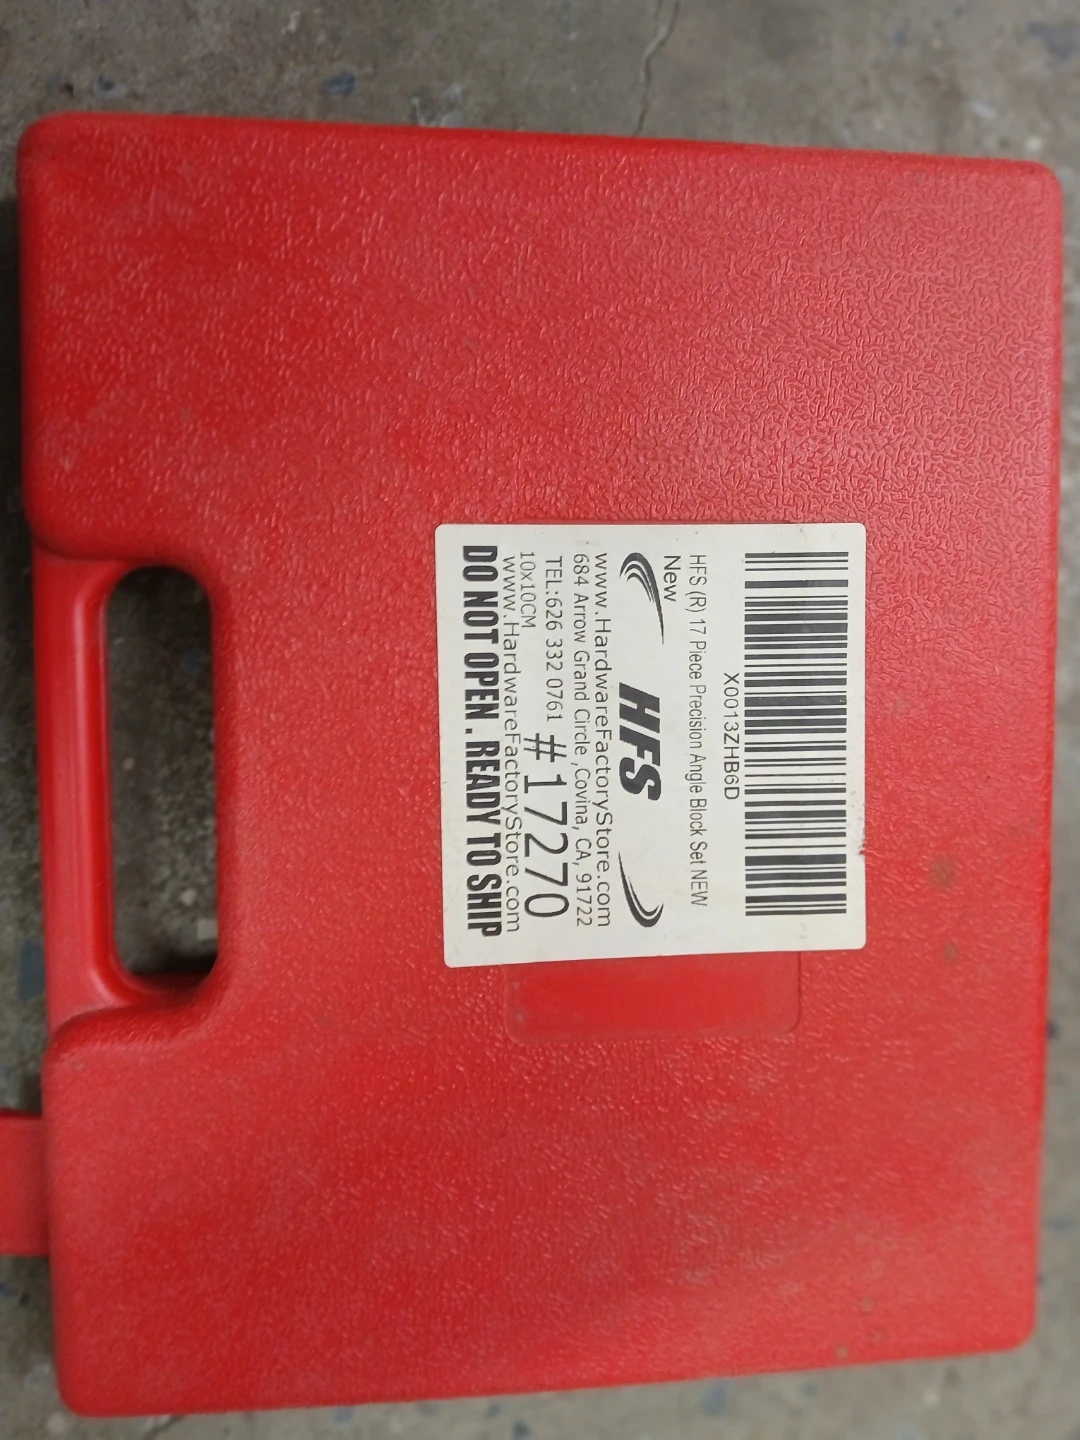 X0013ZHB6D
HFS (R) 17 Piece Precision Angle Block Set NEW
New
HFS
www.HardwareFactoryStore.com
684 Arrow Grand Circle ,Covina, CA, 91722
TEL:626 332 0761 #17270
10x10CM
www.HardwareFactoryStore.com
DO NOT OPEN . READY TO SHIP